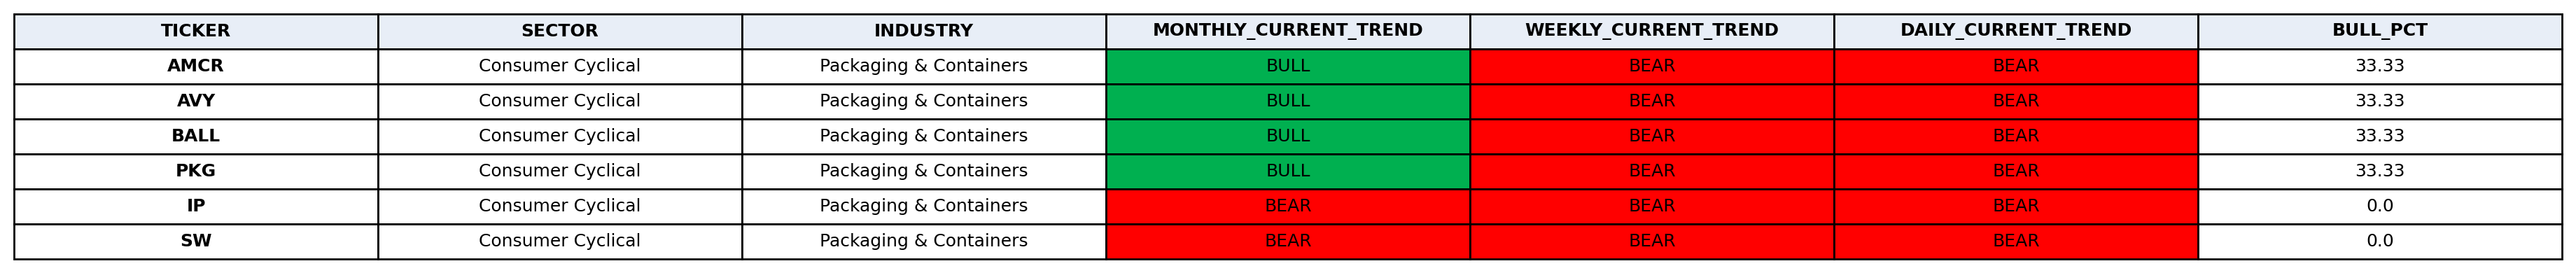 TICKER SECTOR INDUSTRY MONTHLY_CURRENT_TREND WEEKLY_CURRENT_TREND DAILY_CURRENT_TREND BULL_PCT
AMCR Consumer Cyclical Packaging & Containers BULL BEAR BEAR 33.33
AVY Consumer Cyclical Packaging & Containers BULL BEAR BEAR 33.33
BALL Consumer Cyclical Packaging & Containers BULL BEAR BEAR 33.33
PKG Consumer Cyclical Packaging & Containers BULL BEAR BEAR 33.33
IP Consumer Cyclical Packaging & Containers BEAR BEAR BEAR 0.0
SW Consumer Cyclical Packaging & Containers BEAR BEAR BEAR 0.0